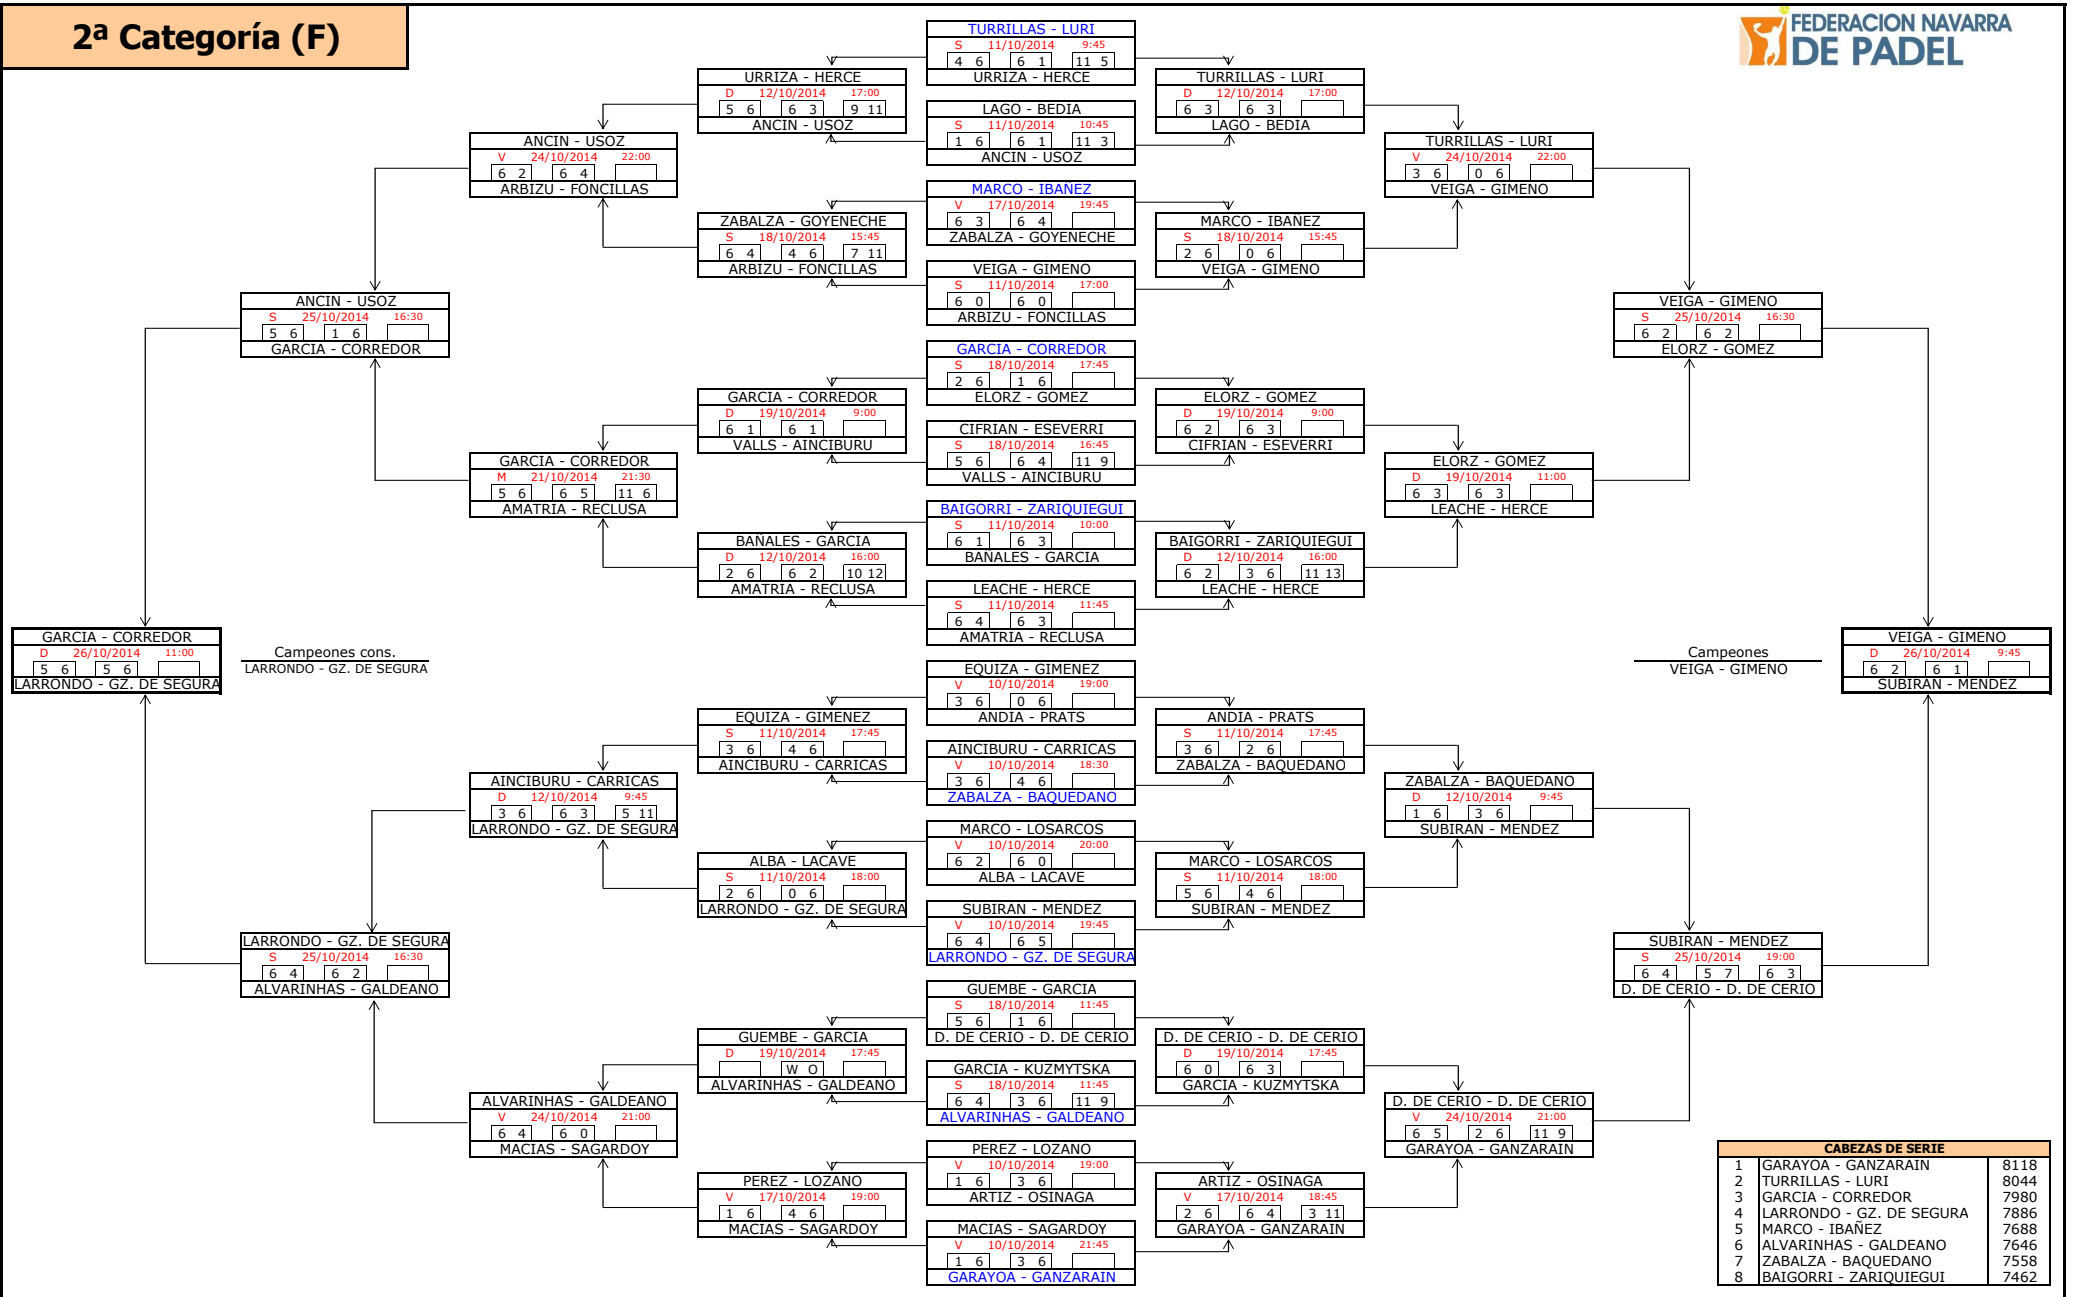 2ª Categoría (F)
FEDERACION NAVARRA
DE PADEL
GARCIA - CORREDOR
D 26/10/2014 11:00
5 6 5 6
LARRONDO - GZ. DE SEGURA
Campeones cons.
LARRONDO - GZ. DE SEGURA
ANCIN - USOZ
S 25/10/2014 16:30
5 6 1 6
GARCIA - CORREDOR
LARRONDO - GZ. DE SEGURA
S 25/10/2014 16:30
6 4 6 2
ALVARINHAS - GALDEANO
ANCIN - USOZ
V 24/10/2014 22:00
6 2 6 4
ARBIZU - FONCILLAS
GARCIA - CORREDOR
M 21/10/2014 21:30
5 6 6 5 11 6
AMATRIA - RECLUSA
AINCIBURU - CARRICAS
D 12/10/2014 9:45
3 6 6 3 5 11
LARRONDO - GZ. DE SEGURA
ALVARINHAS - GALDEANO
V 24/10/2014 21:00
6 4 6 0
MACIAS - SAGARDOY
URRIZA - HERCE
D 12/10/2014 17:00
5 6 6 3 9 11
ANCIN - USOZ
ZABALZA - GOYENECHE
S 18/10/2014 15:45
6 4 4 6 7 11
ARBIZU - FONCILLAS
GARCIA - CORREDOR
D 19/10/2014 9:00
6 1 6 1
VALLS - AINCIBURU
BAÑALES - GARCIA
D 12/10/2014 16:00
2 6 6 2 10 12
AMATRIA - RECLUSA
EQUIZA - GIMENEZ
S 11/10/2014 17:45
3 6 4 6
AINCIBURU - CARRICAS
ALBA - LACAVE
S 11/10/2014 18:00
2 6 0 6
LARRONDO - GZ. DE SEGURA
GUEMBE - GARCIA
D 19/10/2014 17:45
W O
ALVARINHAS - GALDEANO
PEREZ - LOZANO
V 17/10/2014 19:00
1 6 4 6
MACIAS - SAGARDOY
TURRILLAS - LURI
S 11/10/2014 9:45
4 6 6 1 11 5
URRIZA - HERCE
LAGO - BEDIA
S 11/10/2014 10:45
1 6 6 1 11 3
ANCIN - USOZ
MARCO - IBAÑEZ
V 17/10/2014 19:45
6 3 6 4
ZABALZA - GOYENECHE
VEIGA - GIMENO
S 11/10/2014 17:00
6 0 6 0
ARBIZU - FONCILLAS
GARCIA - CORREDOR
S 18/10/2014 17:45
2 6 1 6
ELORZ - GOMEZ
CIFRIAN - ESEVERRI
S 18/10/2014 16:45
5 6 6 4 11 9
VALLS - AINCIBURU
BAIGORRI - ZARIQUIEGUI
S 11/10/2014 10:00
6 1 6 3
BAÑALES - GARCIA
LEACHE - HERCE
S 11/10/2014 11:45
6 4 6 3
AMATRIA - RECLUSA
EQUIZA - GIMENEZ
V 10/10/2014 19:00
3 6 0 6
ANDIA - PRATS
AINCIBURU - CARRICAS
V 10/10/2014 18:30
3 6 4 6
ZABALZA - BAQUEDANO
MARCO - LOSARCOS
V 10/10/2014 20:00
6 2 6 0
ALBA - LACAVE
SUBIRAN - MENDEZ
V 10/10/2014 19:45
6 4 6 5
LARRONDO - GZ. DE SEGURA
GUEMBE - GARCIA
S 18/10/2014 11:45
5 6 1 6
D. DE CERIO - D. DE CERIO
GARCIA - KUZMYTSKA
S 18/10/2014 11:45
6 4 3 6 11 9
ALVARINHAS - GALDEANO
PEREZ - LOZANO
V 10/10/2014 19:00
1 6 3 6
ARTIZ - OSINAGA
MACIAS - SAGARDOY
V 10/10/2014 21:45
1 6 3 6
GARAYOA - GANZARAIN
TURRILLAS - LURI
D 12/10/2014 17:00
6 3 6 3
LAGO - BEDIA
MARCO - IBAÑEZ
S 18/10/2014 15:45
2 6 0 6
VEIGA - GIMENO
ELORZ - GOMEZ
D 19/10/2014 9:00
6 2 6 3
CIFRIAN - ESEVERRI
BAIGORRI - ZARIQUIEGUI
D 12/10/2014 16:00
6 2 3 6 11 13
LEACHE - HERCE
ANDIA - PRATS
S 11/10/2014 17:45
3 6 2 6
ZABALZA - BAQUEDANO
MARCO - LOSARCOS
S 11/10/2014 18:00
5 6 4 6
SUBIRAN - MENDEZ
D. DE CERIO - D. DE CERIO
D 19/10/2014 17:45
6 0 6 3
GARCIA - KUZMYTSKA
ARTIZ - OSINAGA
V 17/10/2014 18:45
2 6 6 4 3 11
GARAYOA - GANZARAIN
TURRILLAS - LURI
V 24/10/2014 22:00
3 6 0 6
VEIGA - GIMENO
ELORZ - GOMEZ
D 19/10/2014 11:00
6 3 6 3
LEACHE - HERCE
ZABALZA - BAQUEDANO
D 12/10/2014 9:45
1 6 3 6
SUBIRAN - MENDEZ
D. DE CERIO - D. DE CERIO
V 24/10/2014 21:00
6 5 2 6 11 9
GARAYOA - GANZARAIN
VEIGA - GIMENO
S 25/10/2014 16:30
6 2 6 2
ELORZ - GOMEZ
SUBIRAN - MENDEZ
S 25/10/2014 19:00
6 4 5 7 6 3
D. DE CERIO - D. DE CERIO
Campeones
VEIGA - GIMENO
VEIGA - GIMENO
D 26/10/2014 9:45
6 2 6 1
SUBIRAN - MENDEZ
CABEZAS DE SERIE
1 GARAYOA - GANZARAIN 8118
2 TURRILLAS - LURI 8044
3 GARCIA - CORREDOR 7980
4 LARRONDO - GZ. DE SEGURA 7886
5 MARCO - IBAÑEZ 7688
6 ALVARINHAS - GALDEANO 7646
7 ZABALZA - BAQUEDANO 7558
8 BAIGORRI - ZARIQUIEGUI 7462